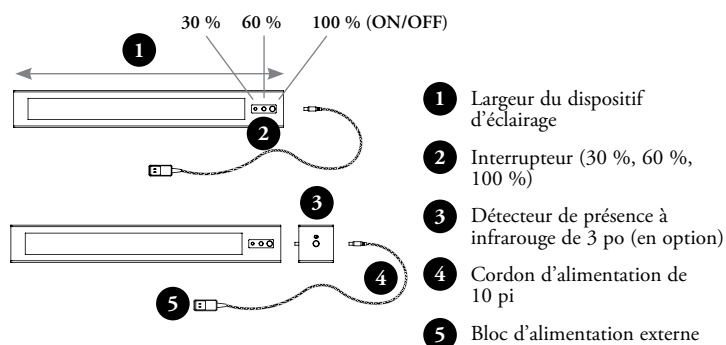 30 % 60 % 100 % (ON/OFF)
1
2
3
4
5
1 Largeur du dispositif
d'éclairage
2 Interrupteur (30 %, 60 %,
100 %)
3 Détecteur de présence à
infrarouge de 3 po (en option)
4 Cordon d'alimentation de
10 pi
5 Bloc d'alimentation externe